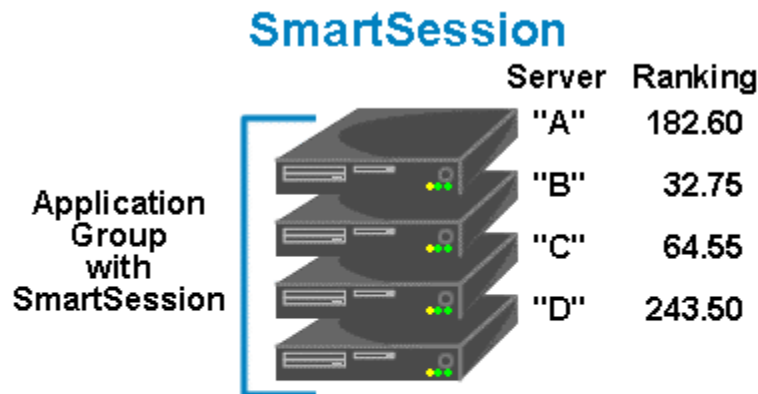 SmartSession
Server Ranking
"A" 182.60
"B" 32.75
"C" 64.55
"D" 243.50
Application
Group
with
SmartSession